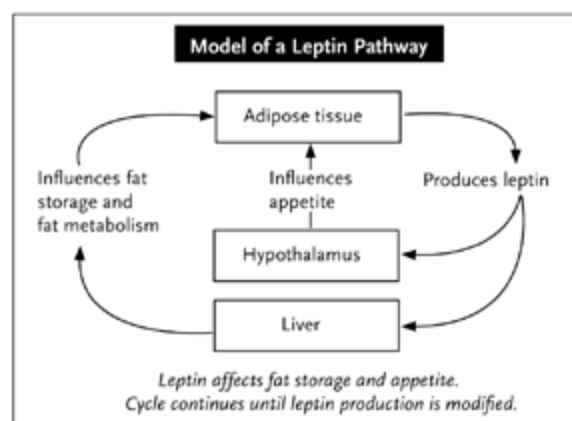 Model of a Leptin Pathway
Adipose tissue
Influences fat
storage and
fat metabolism
Influences
appetite
Produces leptin
Hypothalamus
Liver
Leptin affects fat storage and appetite.
Cycle continues until leptin production is modified.